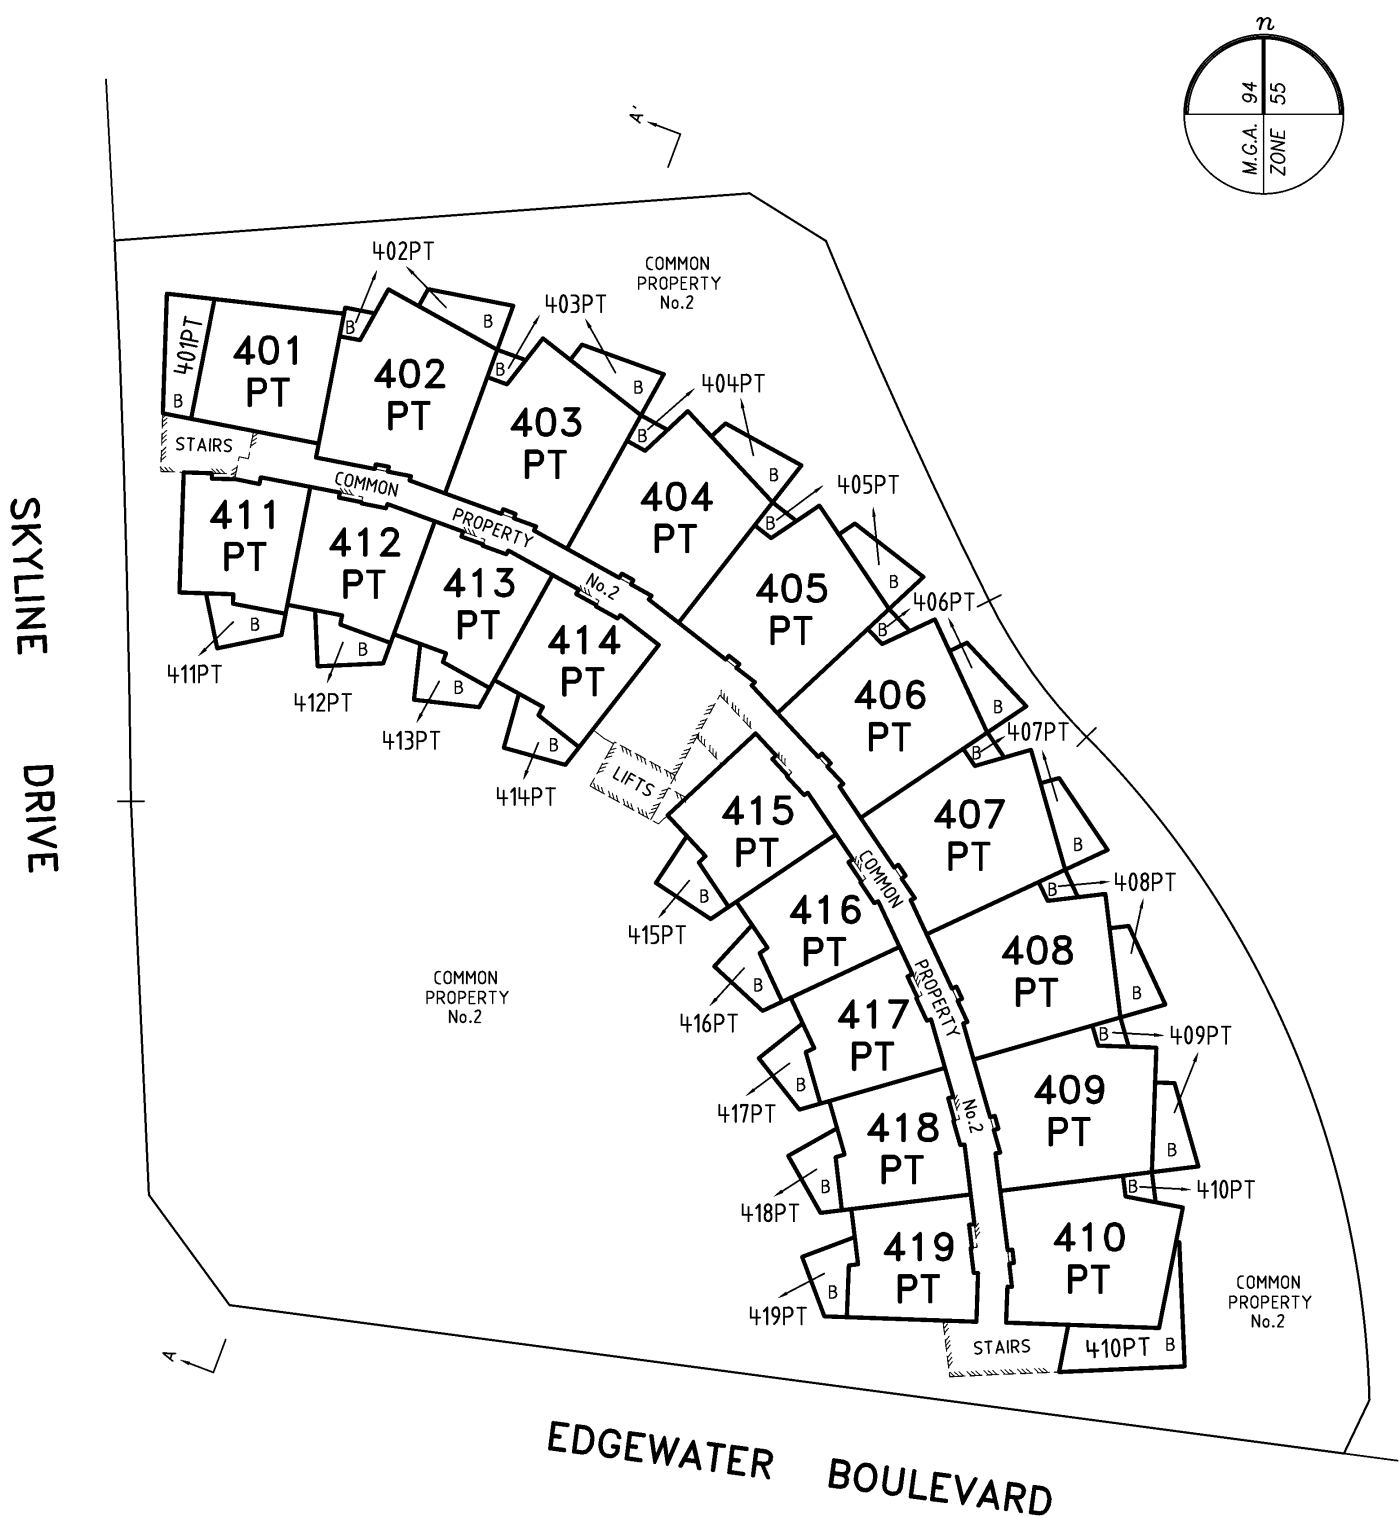 n
M.G.A. 94
ZONE 55
A'
402PT
COMMON
PROPERTY
No.2
403PT
B
B
401PT
401
PT
402
PT
B
B
B
404PT
B
403
PT
B
STAIRS
B
405PT
COMMON
404
PT
B
PROPERTY
411
PT
412
PT
413
PT
No.2
405
PT
B
406PT
B
414
PT
B
B
411PT
B
412PT
B
413PT
406
PT
B
407PT
B
B
414PT
LIFTS
415
PT
407
PT
B
COMMON
B
408PT
B
415PT
416
PT
408
PT
B
COMMON
PROPERTY
No.2
B
416PT
PROPERTY
417
PT
B
409PT
B
417PT
409
PT
No.2
B
418
PT
B
418PT
B
410PT
419
PT
410
PT
B
419PT
COMMON
PROPERTY
No.2
STAIRS
410PT B
A
SKYLINE DRIVE
EDGEWATER BOULEVARD